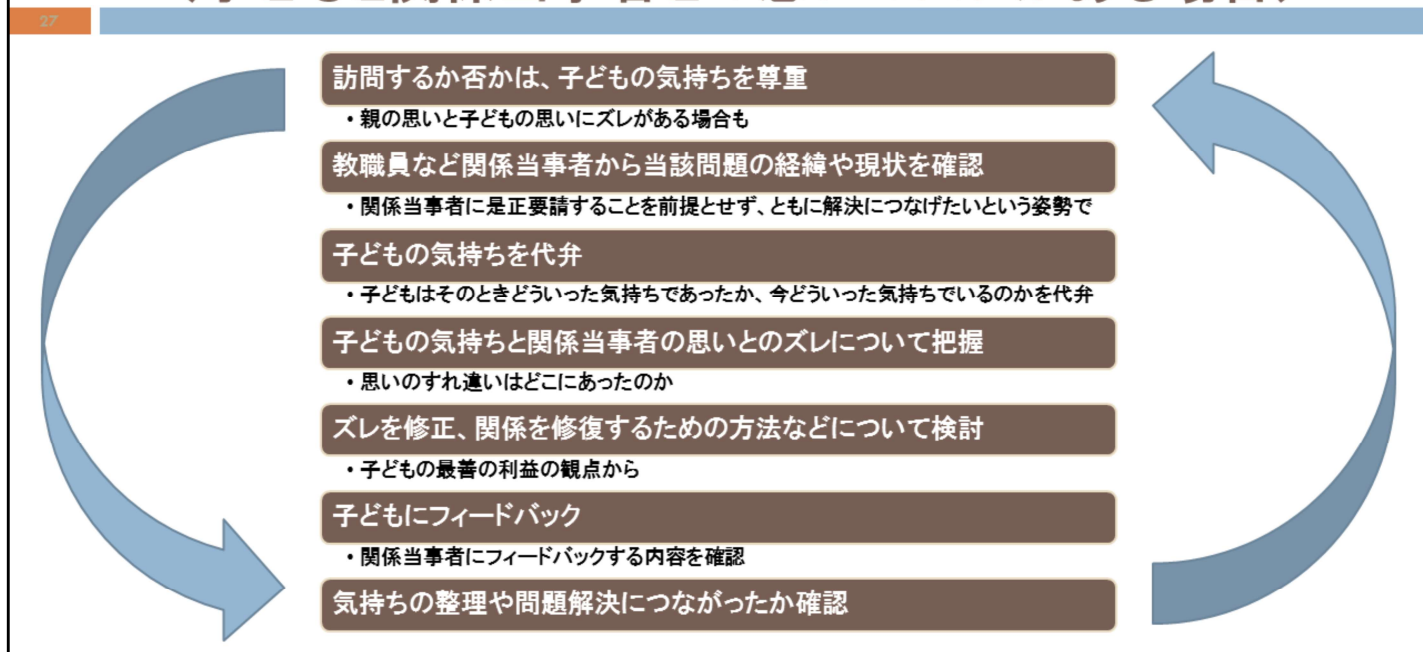 27
訪問するか否かは、子どもの気持ちを尊重
・親の思いと子どもの思いにズレがある場合も
教職員など関係当事者から当該問題の経緯や現状を確認
・関係当事者に是正要請することを前提とせず、ともに解決につなげたいという姿勢で
子どもの気持ちを代弁
・子どもはそのときどういった気持ちであったか、今どういった気持ちでいるのかを代弁
子どもの気持ちと関係当事者の思いとのズレについて把握
・思いのすれ違いはどこにあったのか
ズレを修正、関係を修復するための方法などについて検討
・子どもの最善の利益の観点から
子どもにフィードバック
・関係当事者にフィードバックする内容を確認
気持ちの整理や問題解決につながったか確認